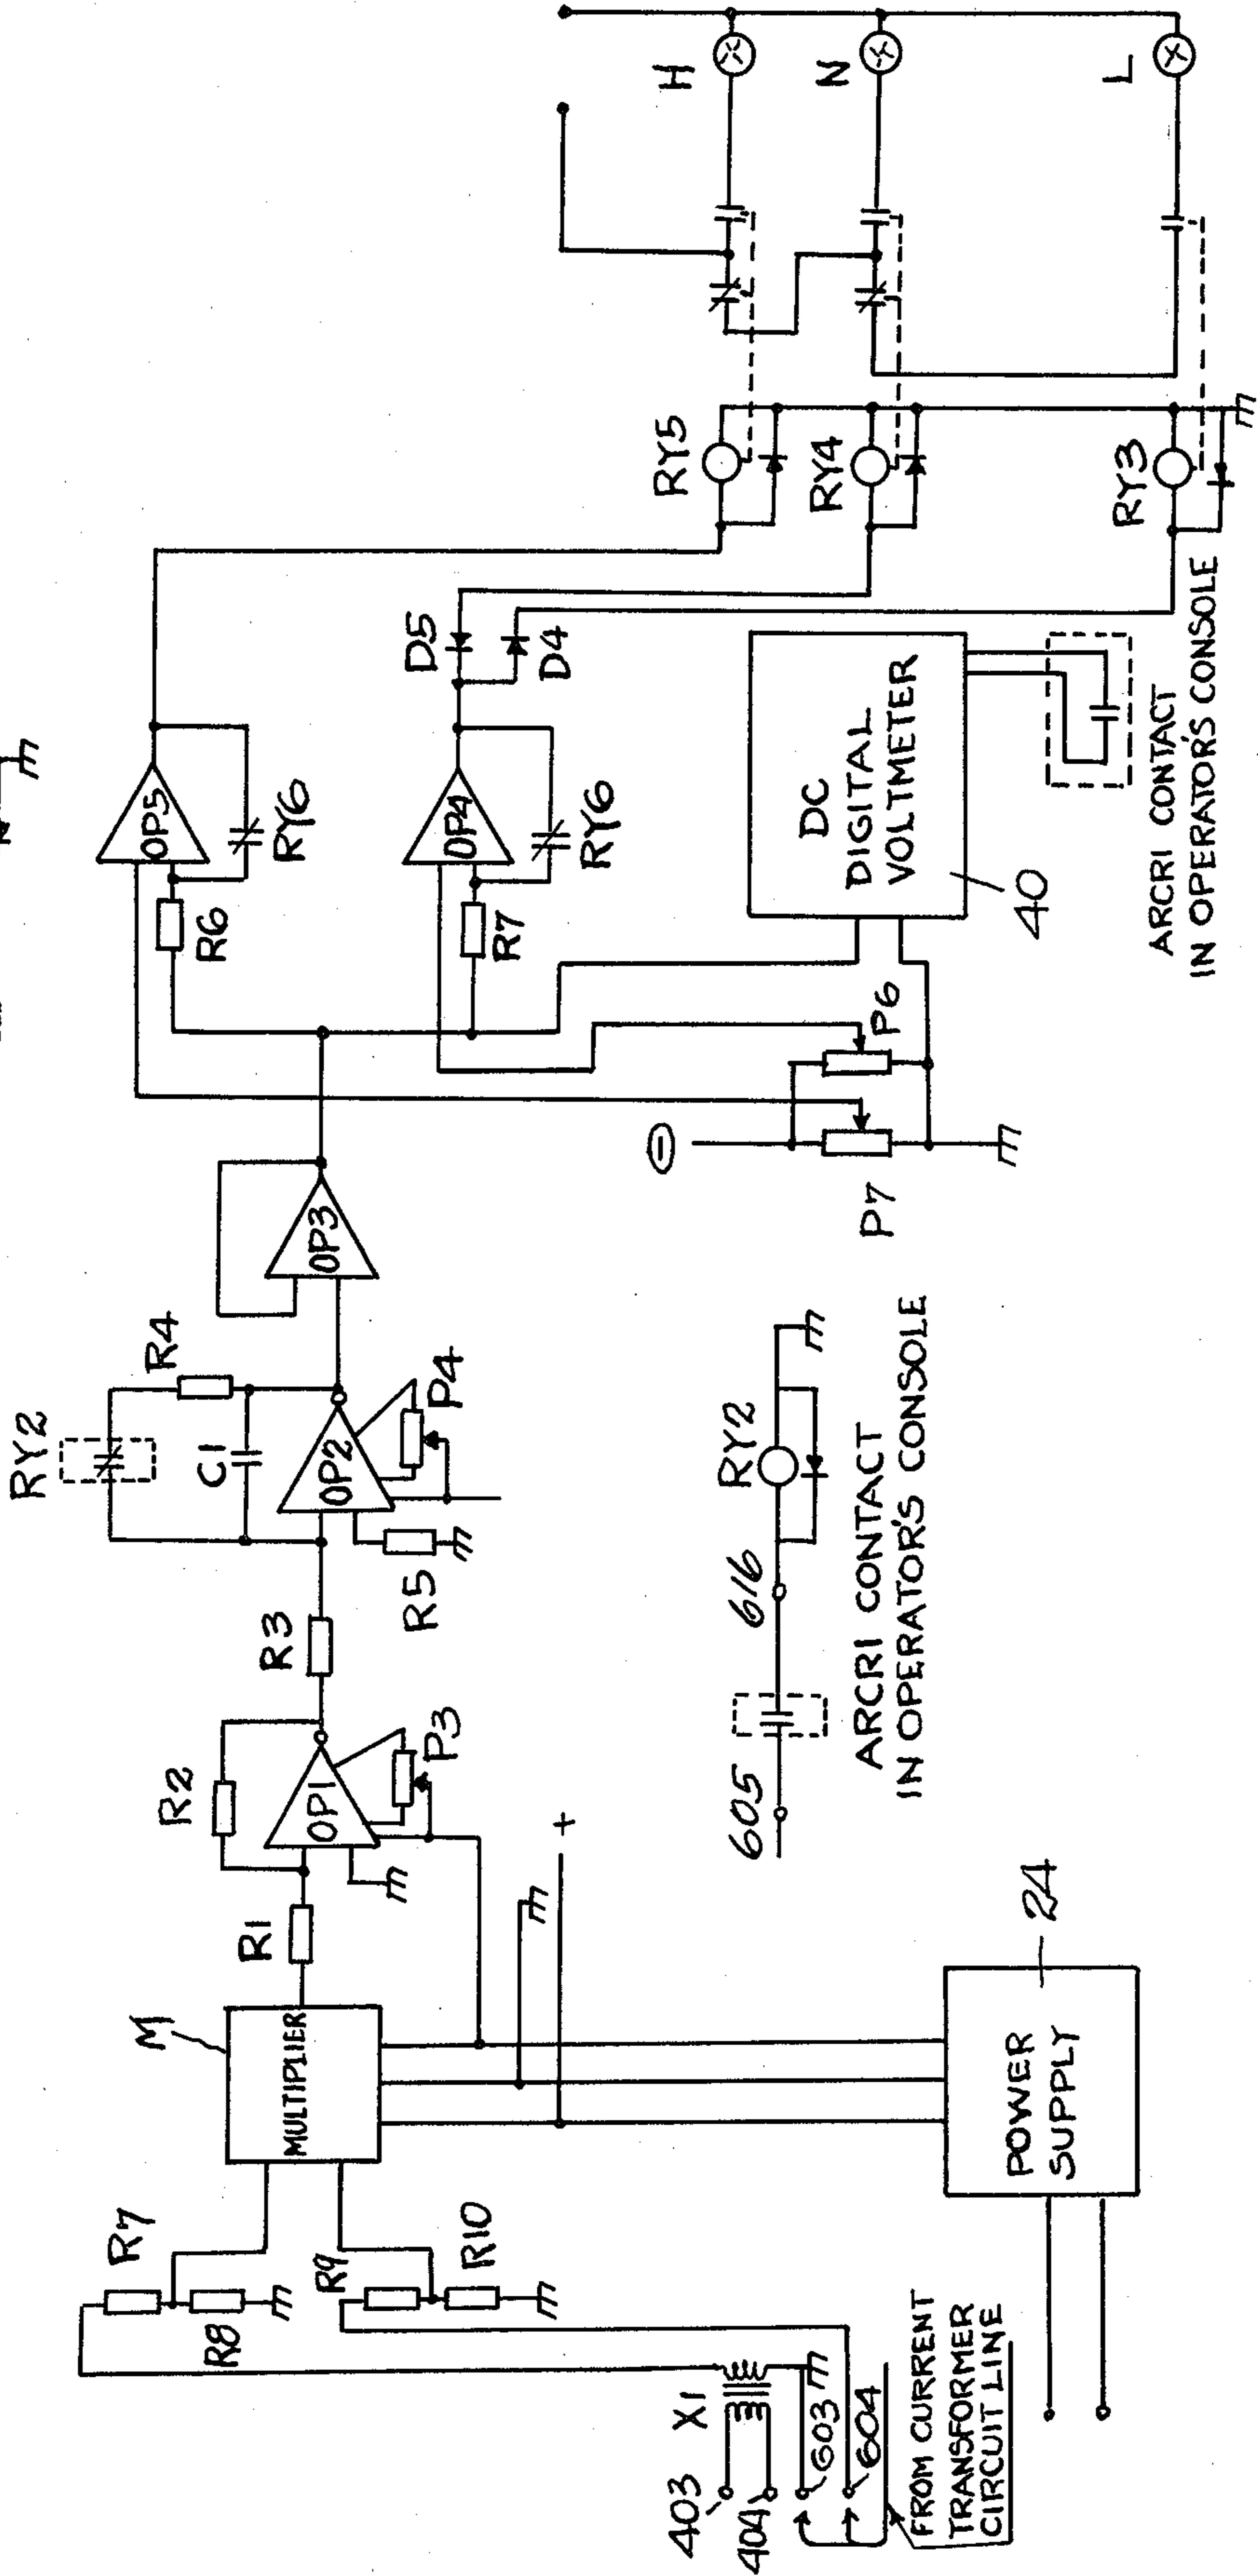 403
404
X1
603
604
FROM CURRENT
TRANSFORMER
CIRCUIT LINE
R7
R8
R9
R10
M
MULTIPLIER
POWER
SUPPLY
24
+
R1
R2
OP1
P3
R3
R5
RY2
C1
R4
OP2
P4
OP3
605
616
RY2
ARCRI CONTACT
IN OPERATOR'S CONSOLE
P7
P6
R6
OP5
RY6
R7
OP4
RY6
D5
D4
DC
DIGITAL
VOLTMETER
40
ARCRI CONTACT
IN OPERATOR'S CONSOLE
RY5
RY4
RY3
H
N
L